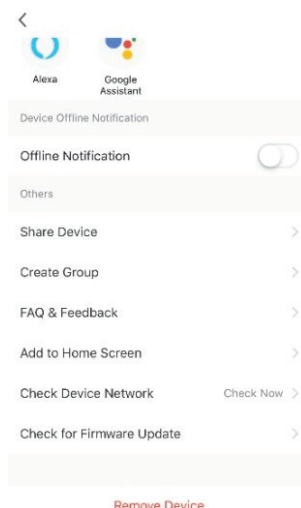 Alexa
Google
Assistant
Device Offline Notification
Offline Notification
Others
Share Device
Create Group
FAQ & Feedback
Add to Home Screen
Check Device Network Check Now
Check for Firmware Update
Remove Device